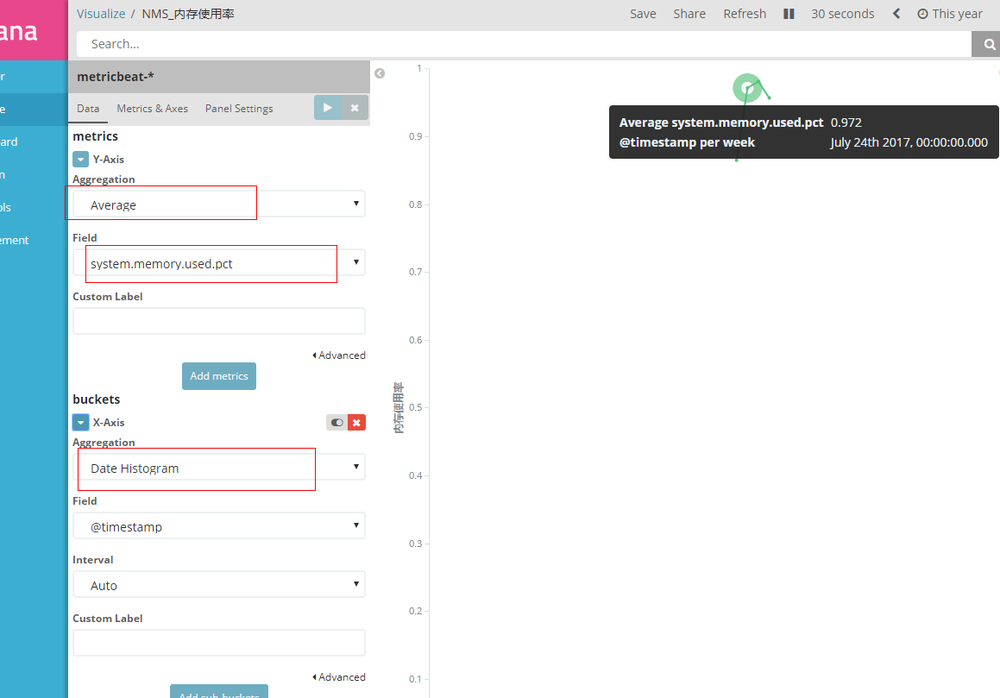 ana
Visualize / NMS_内存使用率
Save Share Refresh 30 seconds This year
Search...
r
e
ard
n
ols
ement
metricbeat-*
Data Metrics & Axes Panel Settings
metrics
Y-Axis
Aggregation
Average
Field
system.memory.used.pct
Custom Label
Advanced
Add metrics
buckets
X-Axis
Aggregation
Date Histogram
Field
@timestamp
Interval
Auto
Custom Label
Advanced
Add sub-buckets
内存使用率
1
0.9
0.8
0.7
0.6
0.5
0.4
0.3
0.2
0.1
Average system.memory.used.pct 0.972
@timestamp per week July 24th 2017, 00:00:00.000